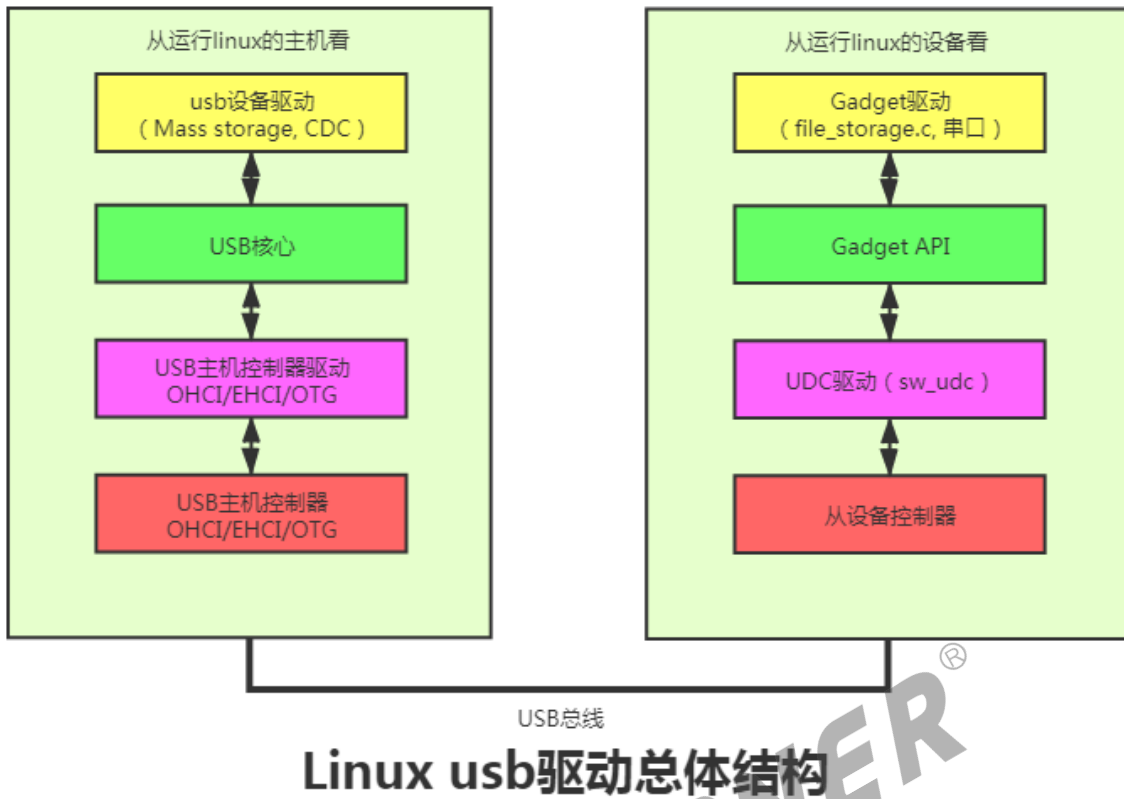 从运行linux的主机看
usb设备驱动
（Mass storage, CDC）
USB核心
USB主机控制器驱动
OHCI/EHCI/OTG
USB主机控制器
OHCI/EHCI/OTG
从运行linux的设备看
Gadget驱动
（file_storage.c, 串口）
Gadget API
UDC驱动（sw_udc）
从设备控制器
USB总线
Linux usb驱动总体结构
NER®